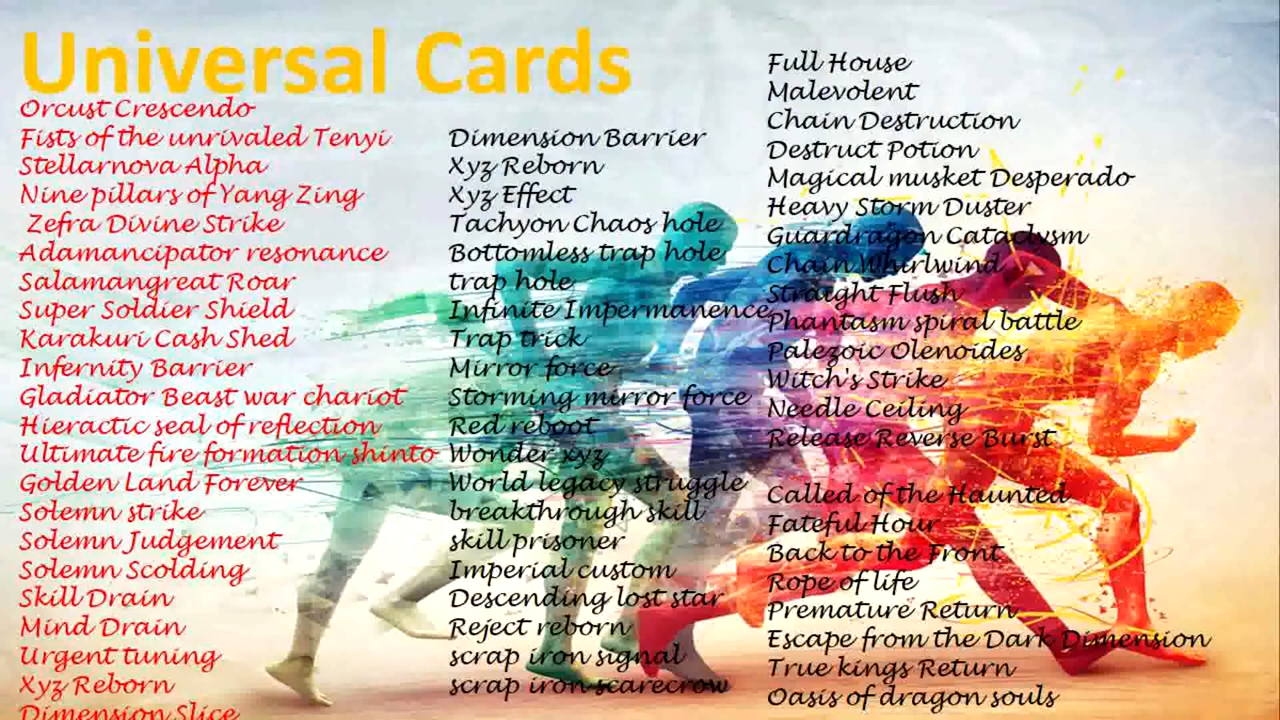 Universal Cards
Orcust Crescendo
Fists of the unrivaled Tenyi
Stellarnova Alpha
Nine pillars of Yang Zing
Zefra Divine Strike
Adamancipator resonance
Salamangreat Roar
Super Soldier Shield
Karakuri Cash Shed
Infernity Barrier
Gladiator Beast war chariot
Hieractic seal of reflection
Ultimate fire formation shinto
Golden Land Forever
Solemn strike
Solemn Judgement
Solemn Scolding
Skill Drain
Mind Drain
Urgent tuning
Xyz Reborn
Dimension Slice
Dimension Barrier
Xyz Reborn
Xyz Effect
Tachyon Chaos hole
Bottomless trap hole
trap hole
Infinite Impermanence
Trap trick
Mirror force
Storming mirror force
Red reboot
Wonder xyz
World legacy struggle
breakthrough skill
skill prisoner
Imperial custom
Descending lost star
Reject reborn
scrap iron signal
scrap iron scarecrow
Full House
Malevolent
Chain Destruction
Destruct Potion
Magical musket Desperado
Heavy Storm Duster
Guardragon Cataclysm
Chain Whirlwind
Straight Flush
Phantasm spiral battle
Palezoic Olenoides
Witch's Strike
Needle Ceiling
Release Reverse Burst
Called of the Haunted
Fateful Hour
Back to the Front
Rope of life
Premature Return
Escape from the Dark Dimension
True kings Return
Oasis of dragon souls